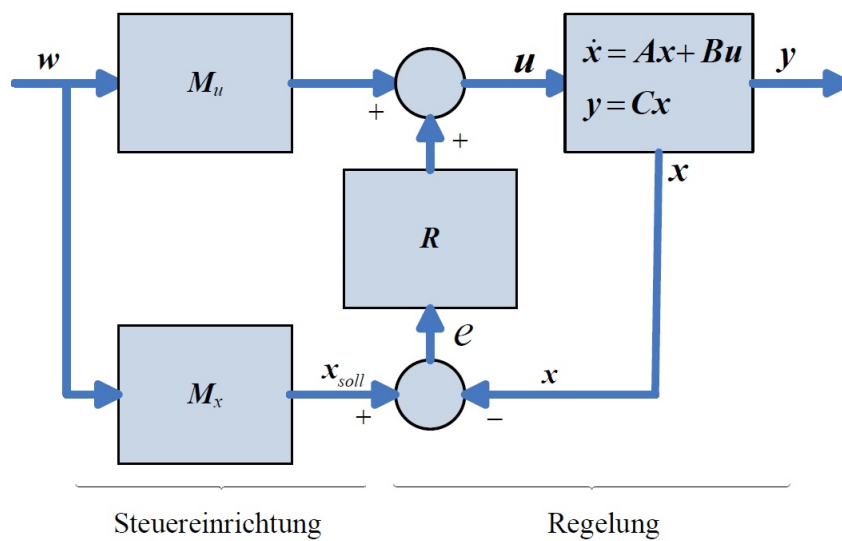 w
M_u
+
+
u
ẋ = Ax + Bu
y = Cx
y
x
R
e
M_x
x_soll
+
−
x
Steuereinrichtung
Regelung